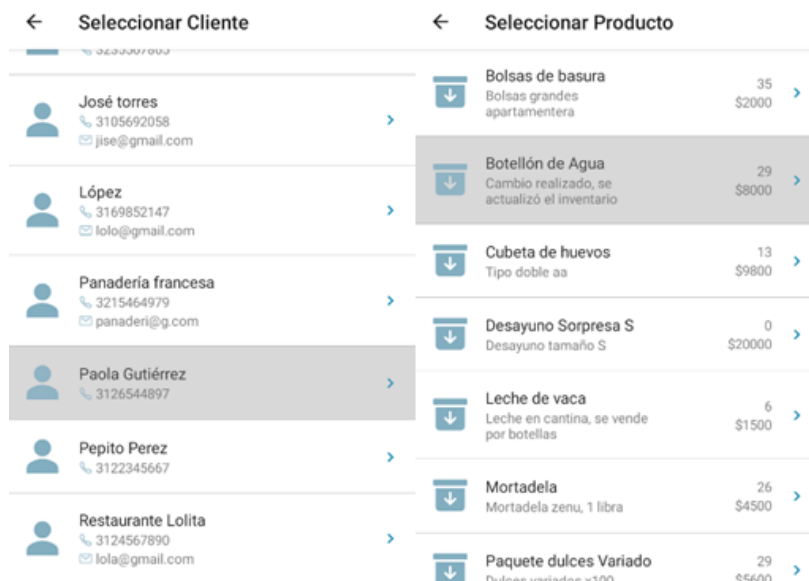 Seleccionar Cliente
José torres
3105692058
jise@gmail.com
López
3169852147
lolo@gmail.com
Panadería francesa
3215464979
panaderi@g.com
Paola Gutiérrez
3126544897
Pepito Perez
3122345667
Restaurante Lolita
3124567890
lola@gmail.com
Seleccionar Producto
Bolsas de basura
35
Bolsas grandes
$2000
apartamentera
Botellón de Agua
29
Cambio realizado, se
$8000
actualizó el inventario
Cubeta de huevos
13
Tipo doble aa
$9800
Desayuno Sorpresa S
0
Desayuno tamaño S
$20000
Leche de vaca
6
Leche en cantina, se vende
$1500
por botellas
Mortadela
26
Mortadela zenu, 1 libra
$4500
Paquete dulces Variado
29
Dulces variados x100
$5600